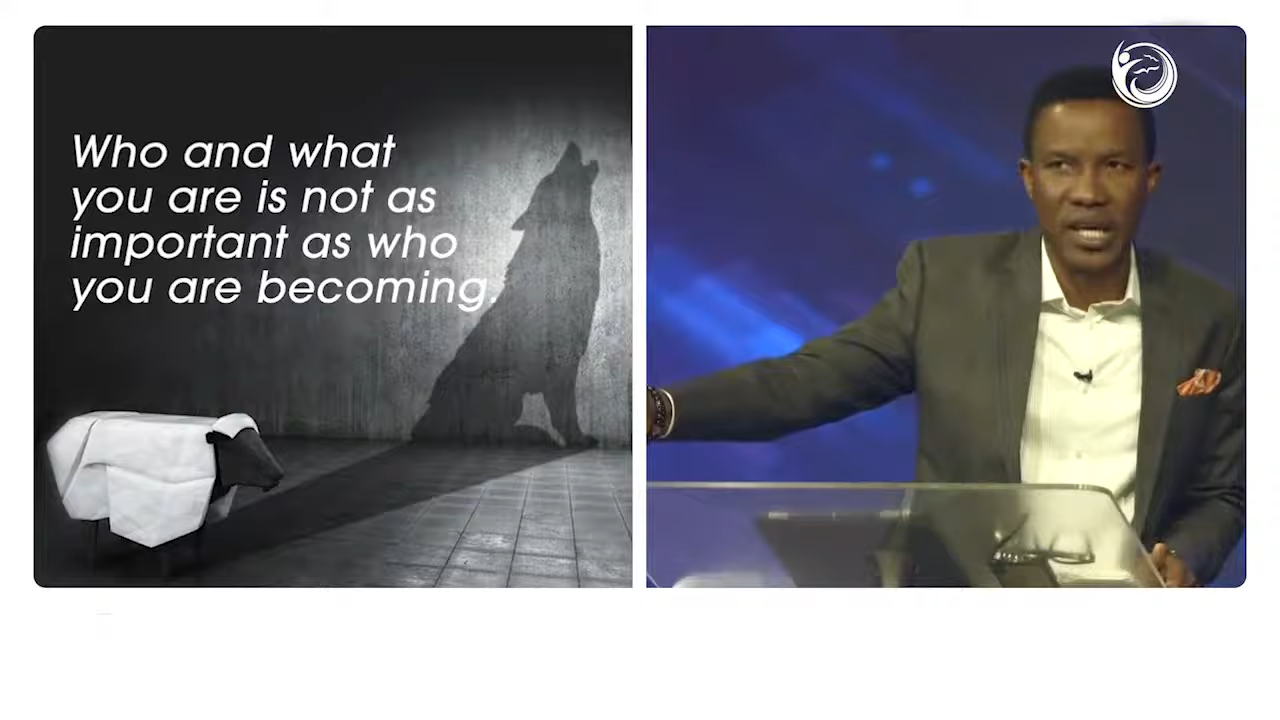 Who and what
you are is not as
important as who
you are becoming.